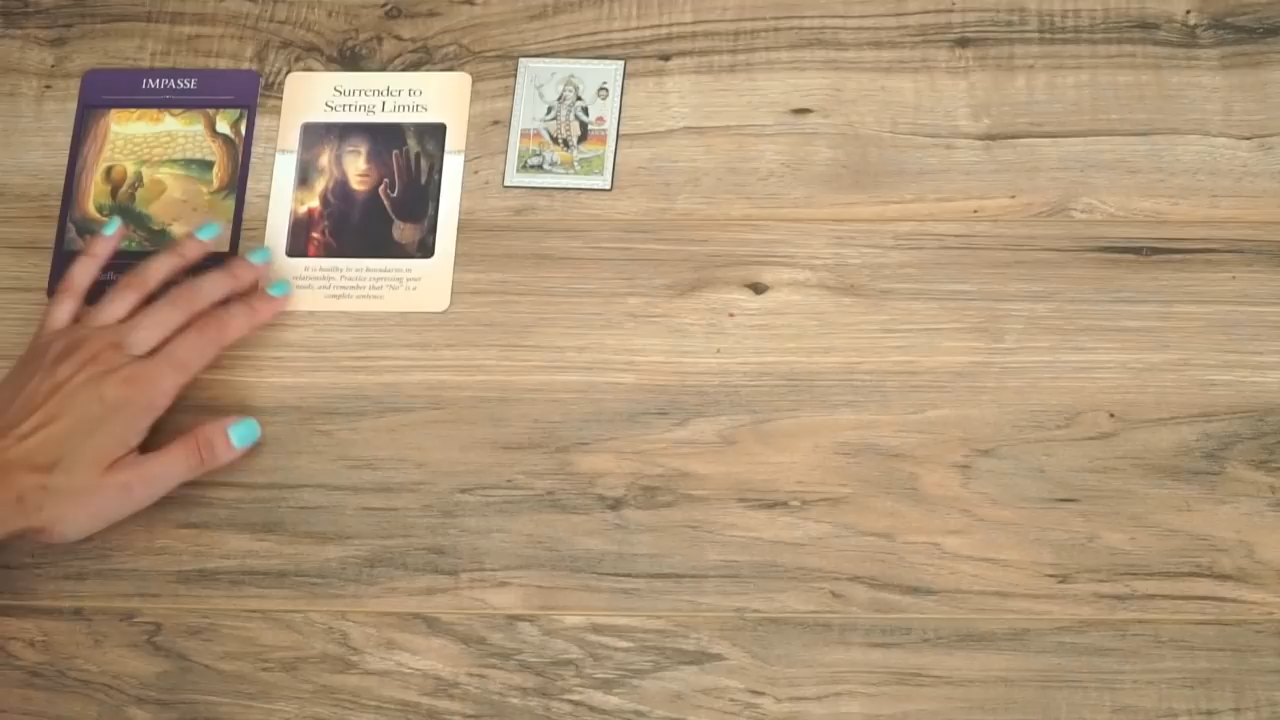 IMPASSE
Surrender to
Setting Limits
It is healthy to set boundaries in
relationships. Practice expressing your
needs, and remember that "No" is a
complete sentence.